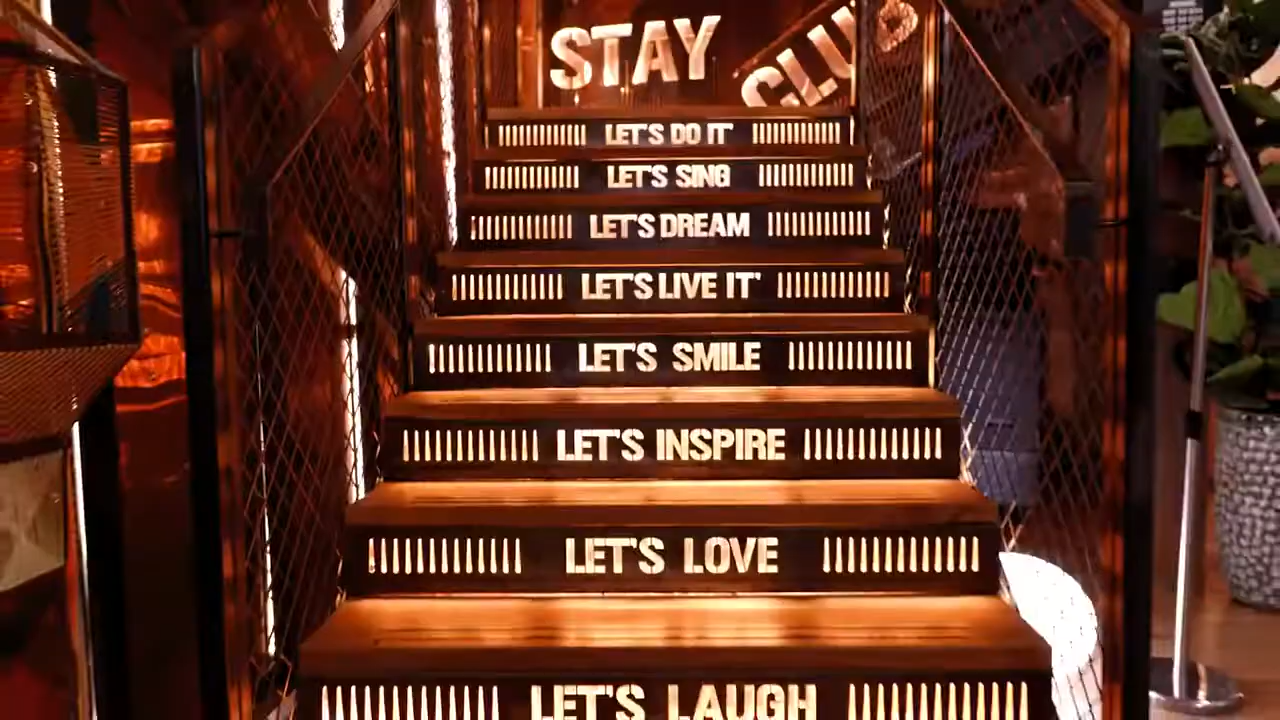 STAY
CLUB
LET'S DO IT'
LET'S SING
LET'S DREAM
LET'S LIVE IT'
LET'S SMILE
LET'S INSPIRE
LET'S LOVE
LET'S LAUGH